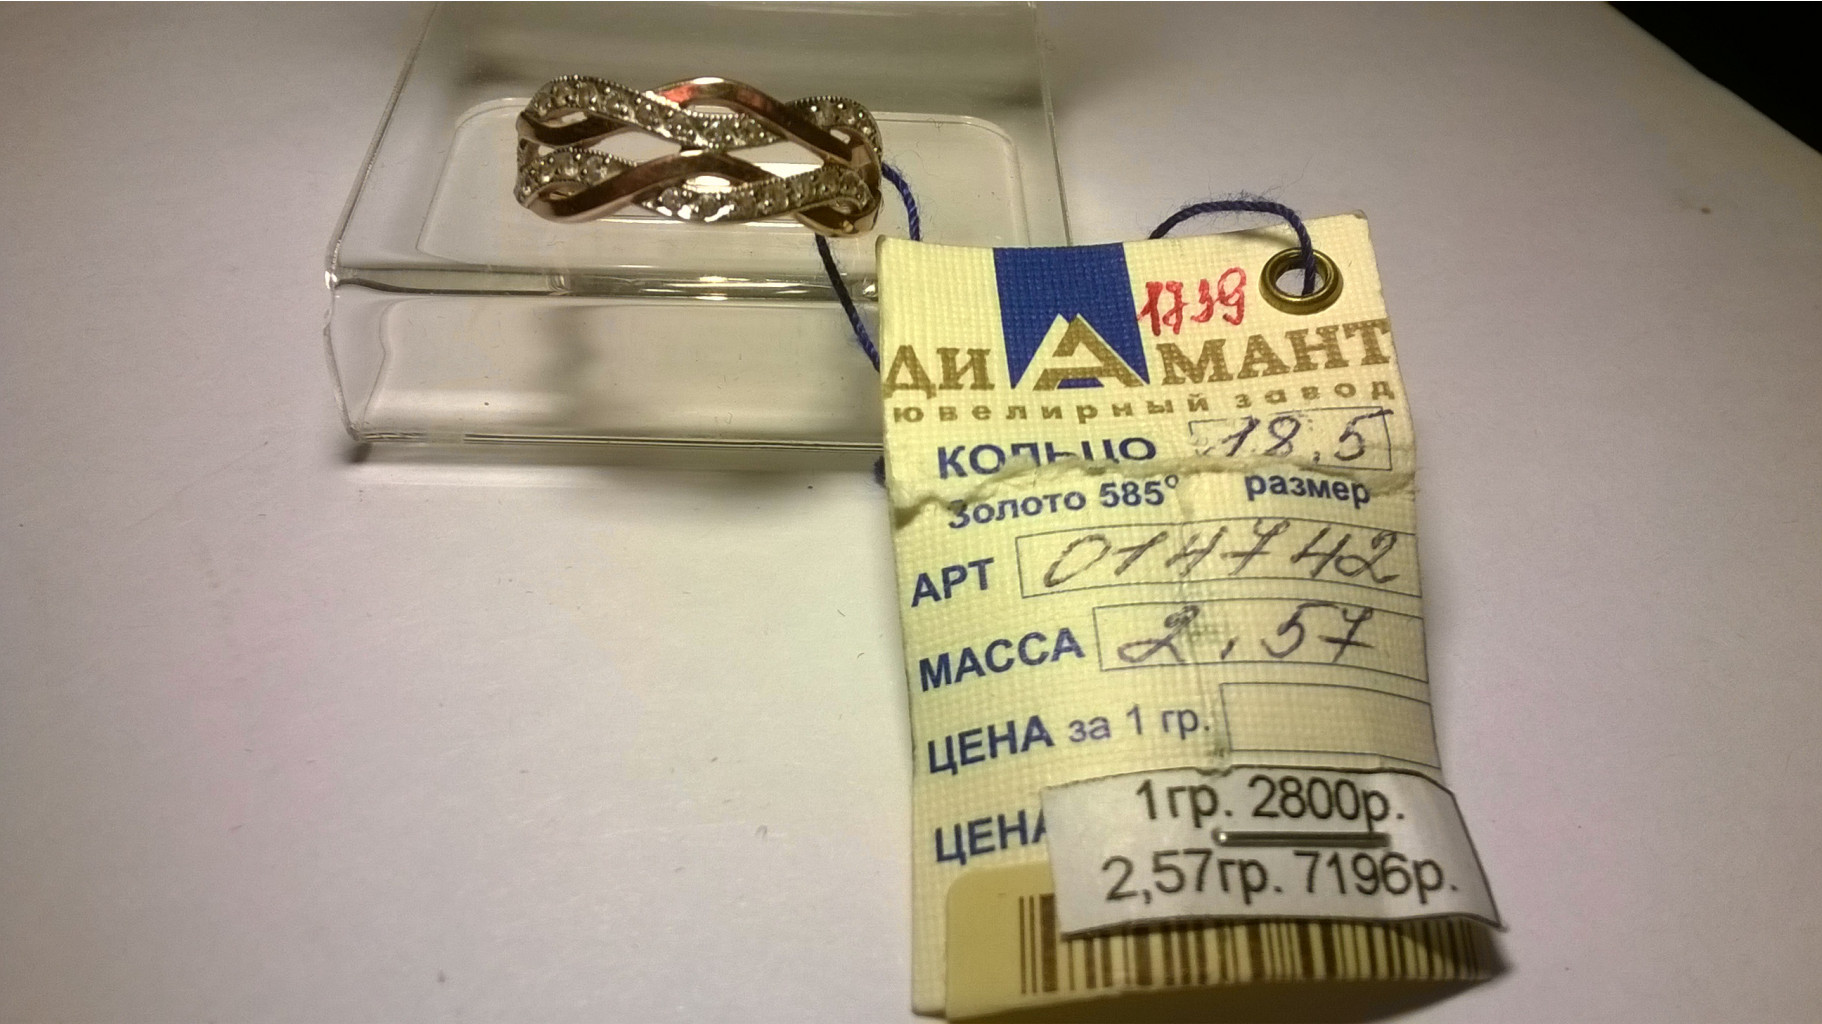 1739
ДИАМАНТ
ювелирный завод
КОЛЬЦО 18,5
Золото 585° размер
АРТ 014742
МАССА 2,57
ЦЕНА за 1 гр.
1гр. 2800р.
ЦЕНА
2,57гр. 7196р.